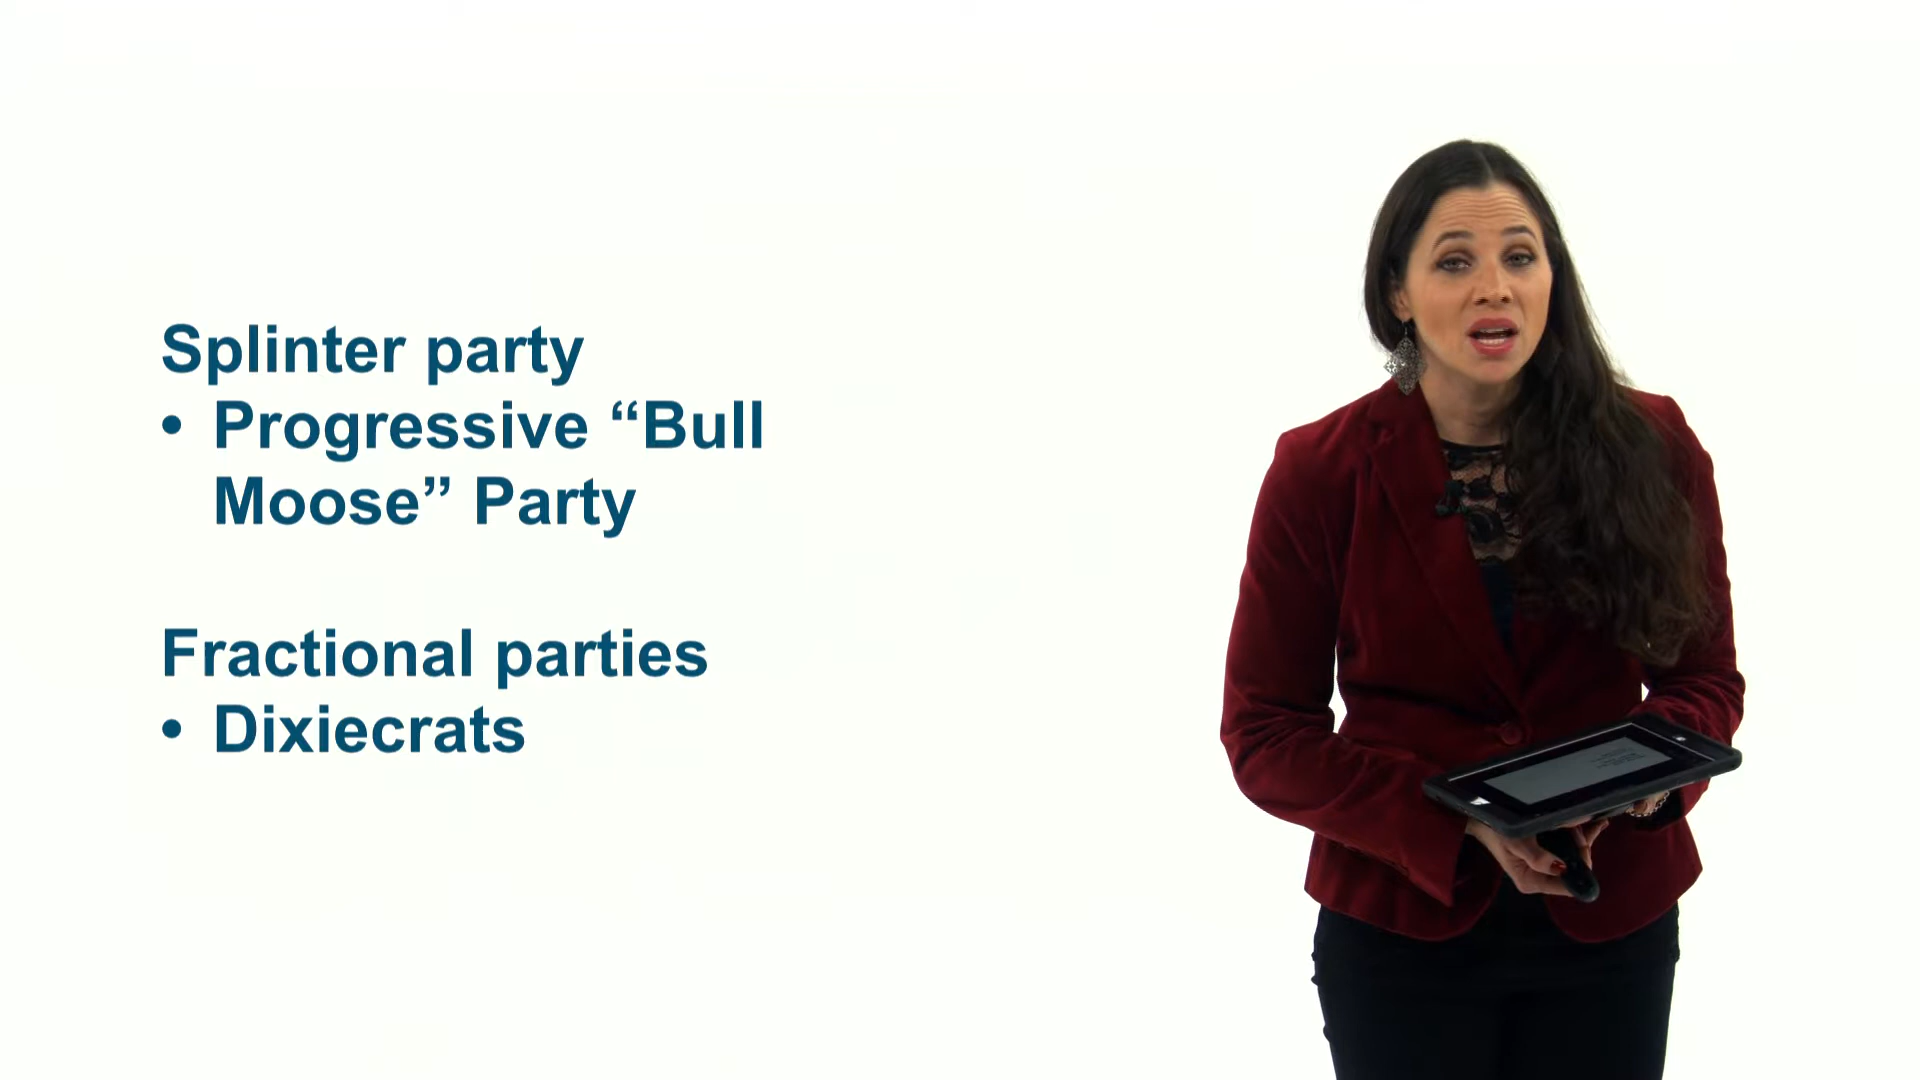 Splinter party
• Progressive “Bull
Moose” Party
Fractional parties
• Dixiecrats